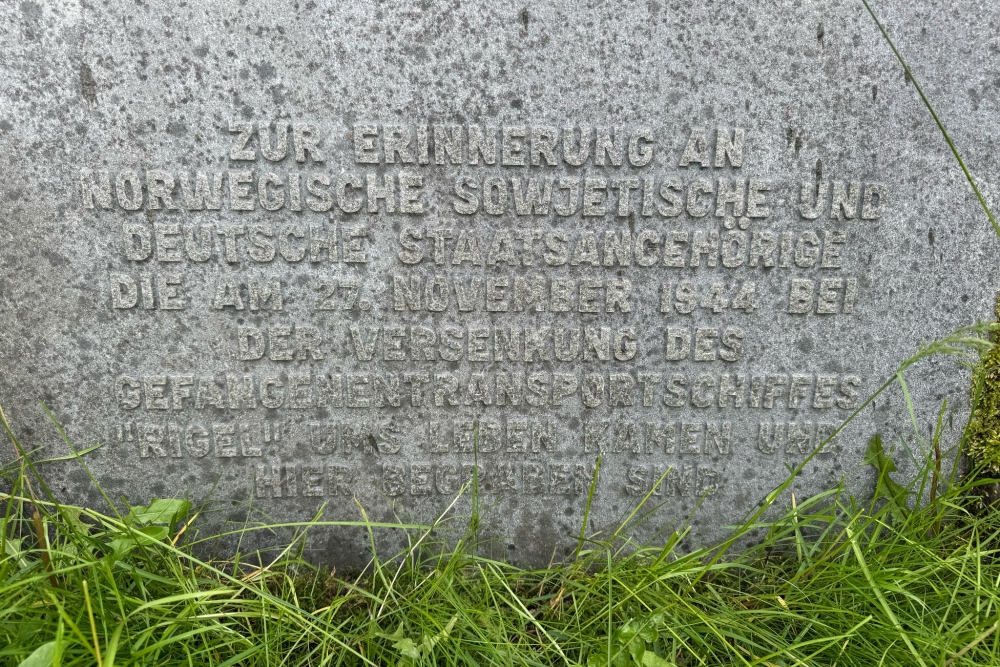 ZUR ERINNERUNG AN
NORWEGISCHE SOWJETISCHE UND
DEUTSCHE STAATSANGEHÖRIGE
DIE AM 27. NOVEMBER 1944 BEI
DER VERSENKUNG DES
GEFANGENENTRANSPORTSCHIFFES
"RIGEL" UMS LEBEN KAMEN UND
HIER BEGRABEN SIND